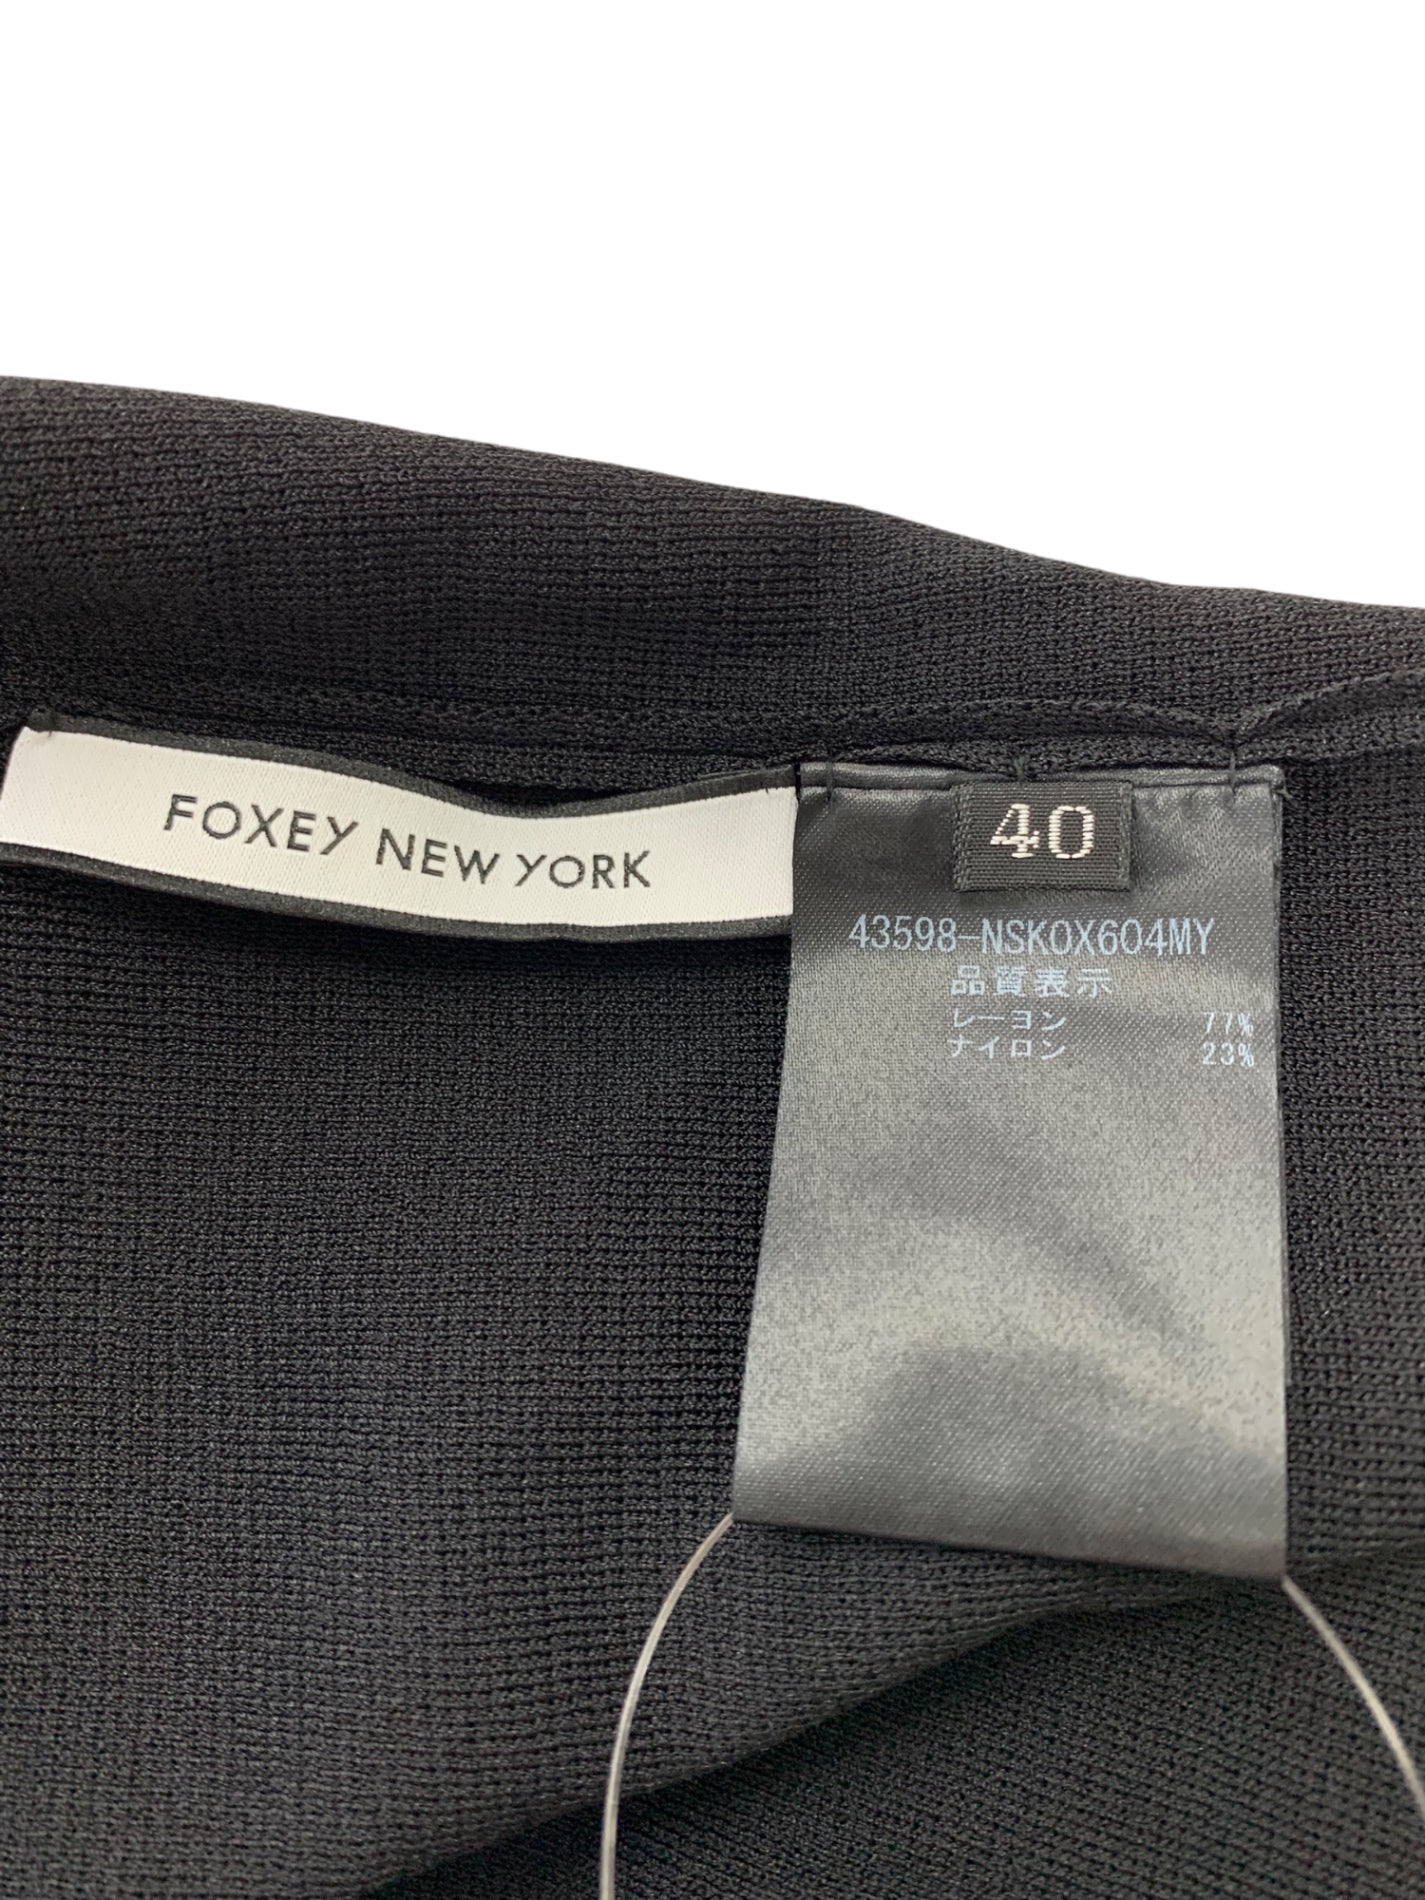 FOXEY NEW YORK
40
43598-NSKOX604MY
品質表示
レーヨン 77%
ナイロン 23%